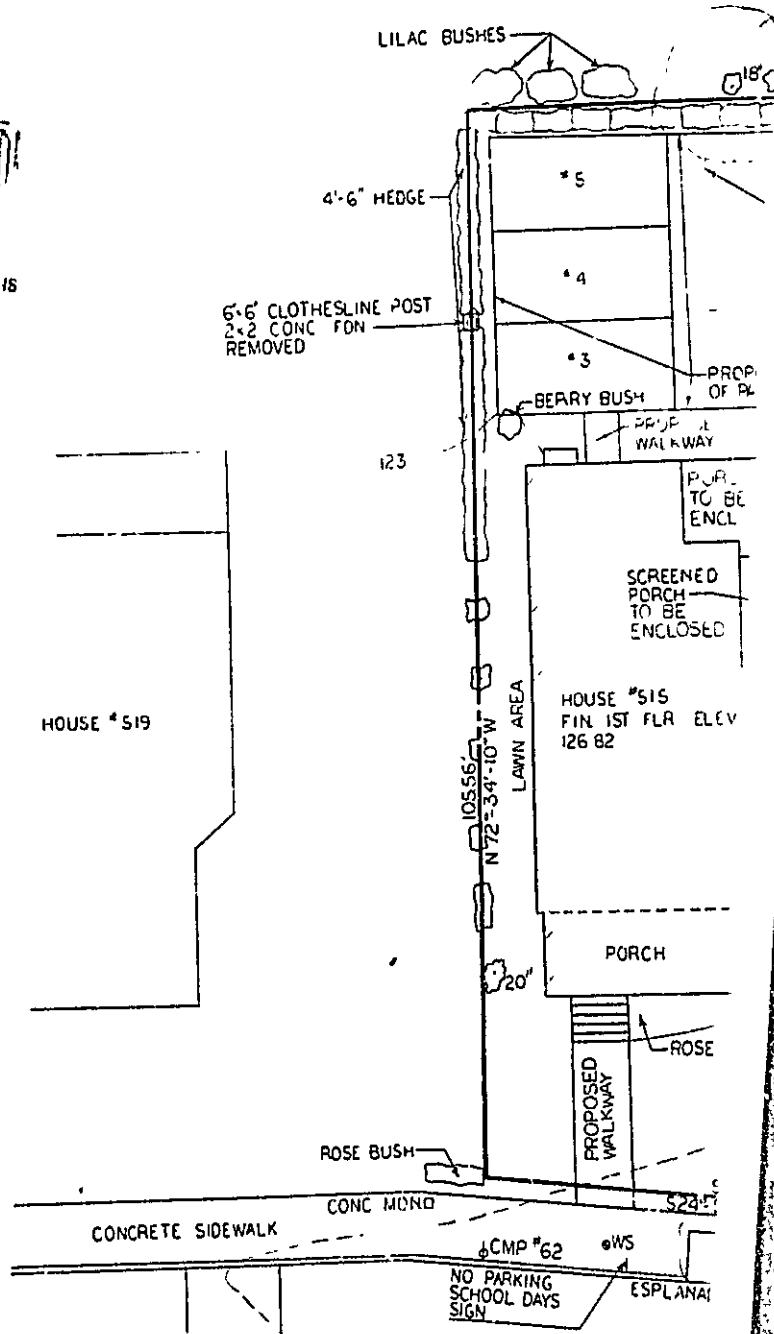 LILAC BUSHES
18"
4'-6" HEDGE
#5
#4
6"x6" CLOTHESLINE POST
2x2 CONC FDN
REMOVED
#3
BERRY BUSH
WALKWAY
123
TO BE
SCREENED
PORCH
TO BE
ENCLOSED
HOUSE #519
LAWN AREA
HOUSE #515
FIN 1ST FLR ELEV
126 82
105.56'
N 72°-34'-10" W
PORCH
20"
ROSE
PROPOSED
WALKWAY
ROSE BUSH
CONC MONO
CONCRETE SIDEWALK
CMP #62
WS
NO PARKING
SCHOOL DAYS
SIGN